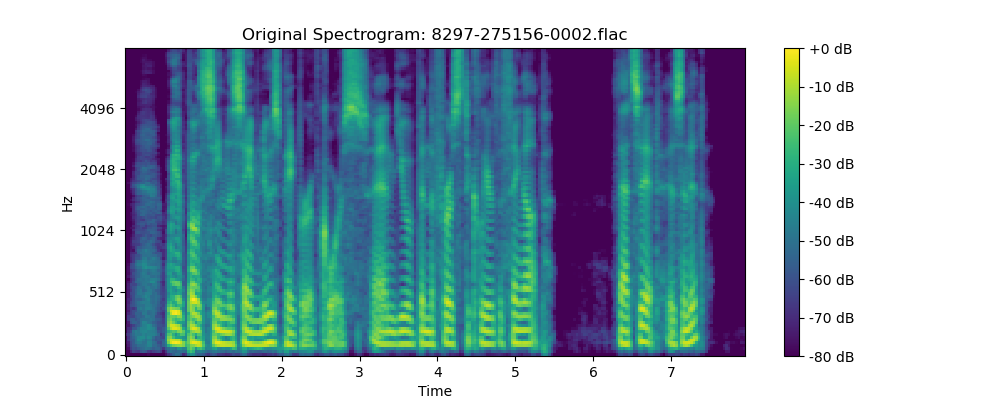 Original Spectrogram: 8297-275156-0002.flac
Hz
4096
2048
1024
512
0
0 1 2 3 4 5 6 7
Time
+0 dB
-10 dB
-20 dB
-30 dB
-40 dB
-50 dB
-60 dB
-70 dB
-80 dB